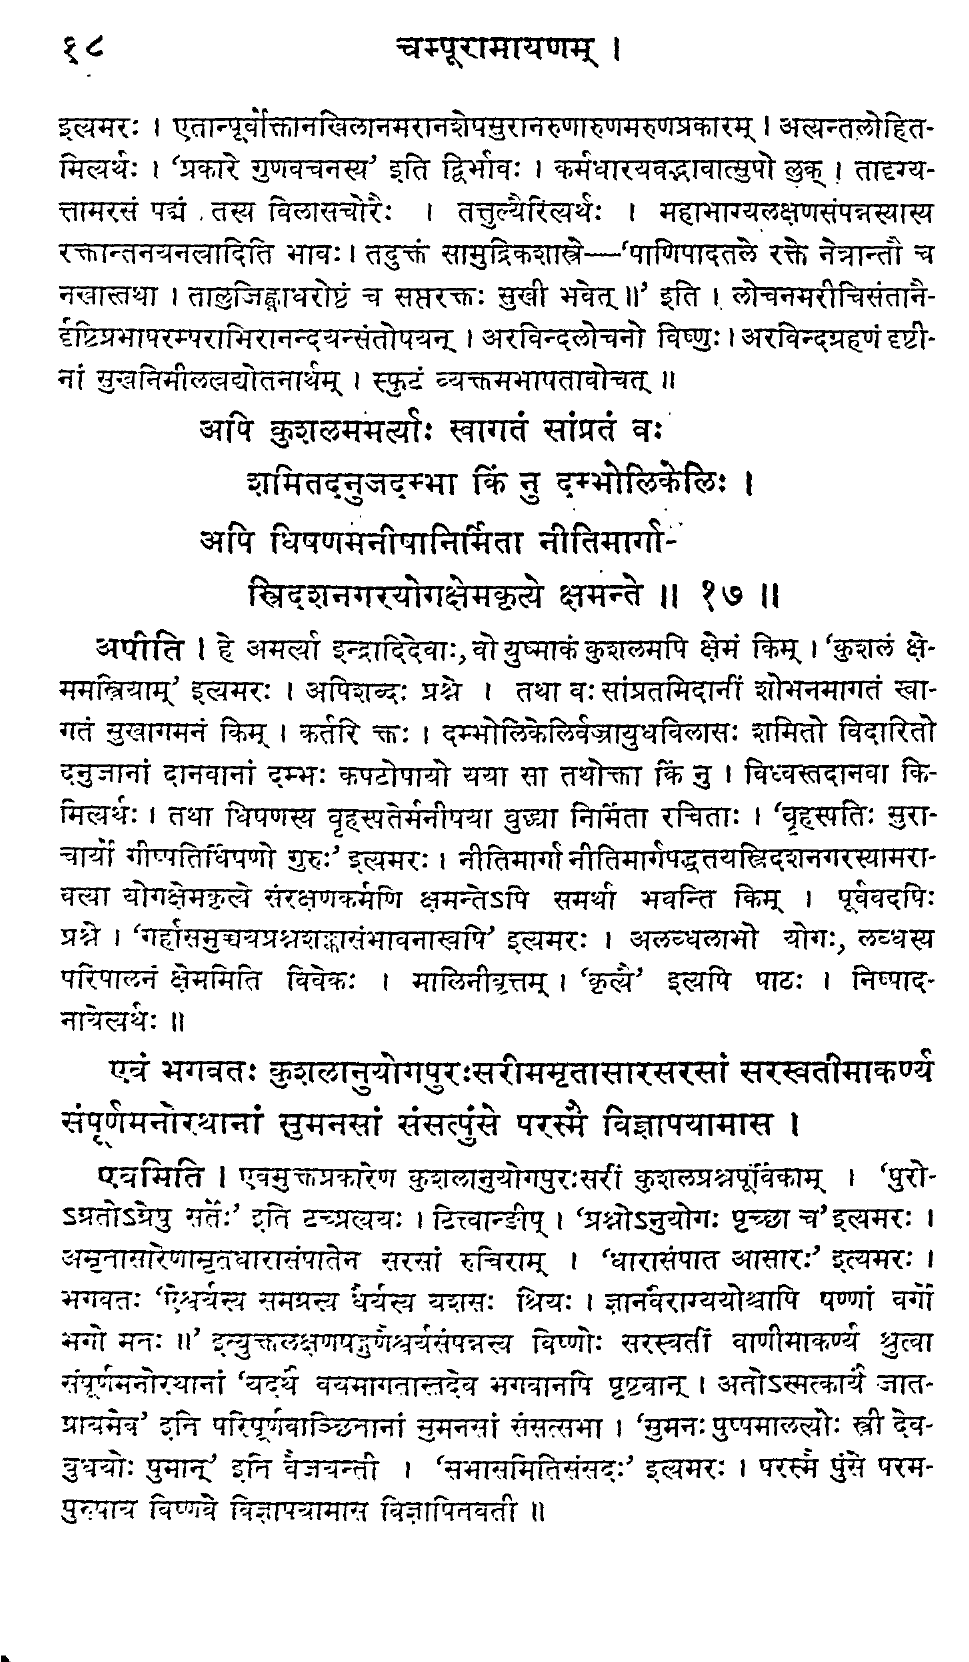 १८ चम्पूरामायणम् ।
इत्यमरः । एतान्पूर्वोक्तानखिलानमरानशेषसुरानरुणारुणमरुणप्रकारम् । अत्यन्तलोहित-
मित्यर्थः । ‘प्रकारे गुणवचनस्य’ इति द्विर्भावः । कर्मधारयवद्भावात्सुपो लुक् । तादृग्य-
त्तामरसं पद्मं तस्य विलासचोरैः । तत्तुल्यैरित्यर्थः । महाभाग्यलक्षणसंपन्नस्यास्य
रक्तान्तनयनत्वादिति भावः । तदुक्तं सामुद्रिकशास्त्रे—‘पाणिपादतले रक्ते नेत्रान्तौ च
नखास्तथा । तालुजिह्वाधरोष्टं च सप्तरक्तः सुखी भवेत् ॥’ इति । लोचनमरीचिसंतानै-
र्दृष्टिप्रभापरम्पराभिरानन्दयन्संतोषयन् । अरविन्दलोचनो विष्णुः । अरविन्दग्रहणं दृष्टी-
नां सुखनिमीलत्वद्योतनार्थम् । स्फुटं व्यक्तमभाषतावोचत् ॥
अपि कुशलममर्त्याः स्वागतं सांप्रतं वः
शमितदनुजदम्भा किं नु दम्भोलिकेलिः ।
अपि धिषणमनीषानिर्मिता नीतिमार्गा-
स्त्रिदशनगरयोगक्षेमकृत्ये क्षमन्ते ॥ १७ ॥
अपीति । हे अमर्त्या इन्द्रादिदेवाः, वो युष्माकं कुशलमपि क्षेमं किम् । ‘कुशलं क्षे-
ममस्त्रियाम्’ इत्यमरः । अपिशब्दः प्रश्ने । तथा वः सांप्रतमिदानीं शोभनमागतं स्वा-
गतं सुखागमनं किम् । कर्तरि क्तः । दम्भोलिकेलिर्वज्रायुधविलासः शमितो विदारितो
दनुजानां दानवानां दम्भः कपटोपायो यया सा तथोक्ता किं नु । विध्वस्तदानवा कि-
मित्यर्थः । तथा धिषणस्य वृहस्पतेर्मनीषया वुद्ध्या निर्मिता रचिताः । ‘वृहस्पतिः सुरा-
चार्यो गीष्पतिर्धिषणो गुरुः’ इत्यमरः । नीतिमार्गा नीतिमार्गपद्धतयस्त्रिदशनगरस्यामरा-
वत्या योगक्षेमकृत्ये संरक्षणकर्मणि क्षमन्तेऽपि समर्था भवन्ति किम् । पूर्ववदपिः
प्रश्ने । ‘गर्हासमुच्चयप्रश्नशङ्कासंभावनास्वपि’ इत्यमरः । अलब्धलाभो योगः, लब्धस्य
परिपालनं क्षेममिति विवेकः । मालिनीवृत्तम् । ‘कृत्यै’ इत्यपि पाठः । निष्पाद-
नायेत्यर्थः ॥
एवं भगवतः कुशलानुयोगपुरःसरीममृतासारसरसां सरस्वतीमाकर्ण्य
संपूर्णमनोरथानां सुमनसां संसत्पुंसे परस्मै विज्ञापयामास ।
एवमिति । एवमुक्तप्रकारेण कुशलानुयोगपुरःसरीं कुशलप्रश्नपूर्विकाम् । ‘पुरो-
ऽग्रतोऽग्रेषु सर्तेः’ इति टच्प्रत्ययः । टित्त्वान्ङीप् । ‘प्रश्नोऽनुयोगः पृच्छा च’ इत्यमरः ।
अमृतासारेणामृतधारासंपातेन सरसां रुचिराम् । ‘धारासंपात आसारः’ इत्यमरः ।
भगवतः ‘ऐश्वर्यस्य समग्रस्य धैर्यस्य यशसः श्रियः । ज्ञानवैराग्ययोश्चापि षण्णां वर्गो
भगो मनः ॥’ इत्युक्तलक्षणषड्गुणैश्वर्यसंपन्नस्य विष्णोः सरस्वतीं वाणीमाकर्ण्य श्रुत्वा
संपूर्णमनोरथानां ‘यदर्थं वयमागतास्तदेव भगवानपि पृष्टवान् । अतोऽस्मत्कार्यं जात-
प्रायमेव’ इति परिपूर्णवाञ्छितानां सुमनसां संसत्सभा । ‘सुमनः पुष्पमालत्योः स्त्री देव-
वुधयोः पुमान्’ इति वैजयन्ती । ‘सभासमितिसंसदः’ इत्यमरः । परस्मै पुंसे परम-
पुरुषाय विष्णवे विज्ञापयामास विज्ञापितवती ॥